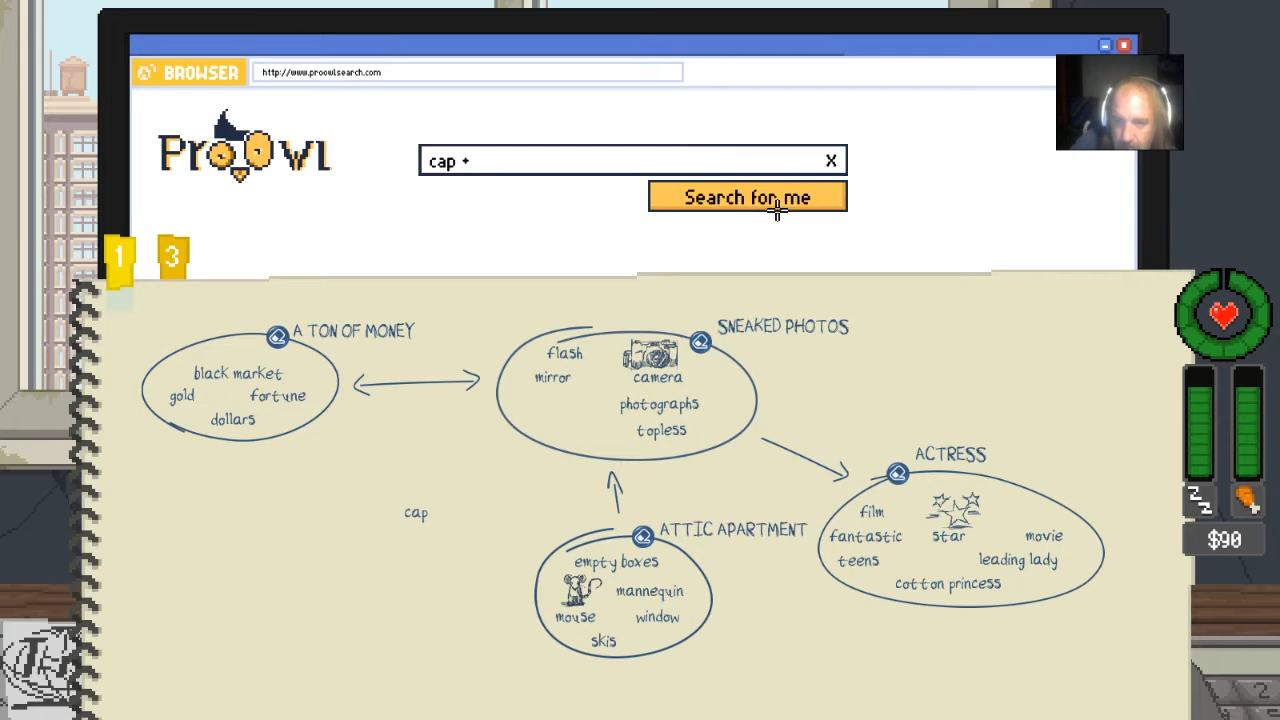 BROWSER
http://www.proowlsearch.com
PrOOwl
cap +
X
Search for me
1
3
A TON OF MONEY
black market
gold
fortune
dollars
SNEAKED PHOTOS
flash
mirror
camera
photographs
topless
ACTRESS
film
fantastic
star
movie
teens
leading lady
cotton princess
cap
ATTIC APARTMENT
empty boxes
mannequin
mouse
window
skis
$90